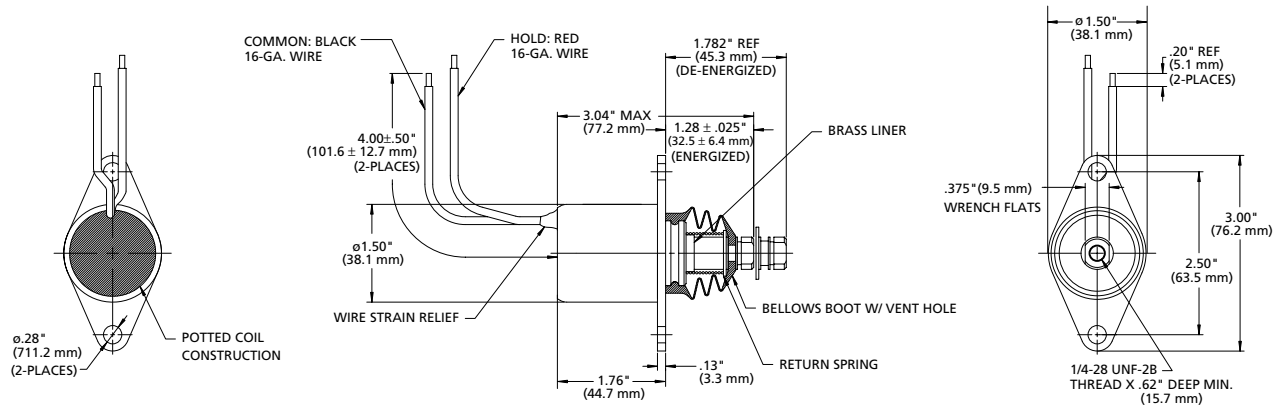 ø.28"
(711.2 mm)
(2-PLACES)
POTTED COIL
CONSTRUCTION
COMMON: BLACK
16-GA. WIRE
HOLD: RED
16-GA. WIRE
4.00±.50"
(101.6 ± 12.7 mm)
(2-PLACES)
ø1.50"
(38.1 mm)
WIRE STRAIN RELIEF
1.782" REF
(45.3 mm)
(DE-ENERGIZED)
3.04" MAX
(77.2 mm)
1.28 ± .025"
(32.5 ± 6.4 mm)
(ENERGIZED)
BRASS LINER
BELLOWS BOOT W/ VENT HOLE
RETURN SPRING
.13"
(3.3 mm)
1.76"
(44.7 mm)
ø 1.50"
(38.1 mm)
.20" REF
(5.1 mm)
(2-PLACES)
.375"(9.5 mm)
WRENCH FLATS
3.00"
(76.2 mm)
2.50"
(63.5 mm)
1/4-28 UNF-2B
THREAD X .62" DEEP MIN.
(15.7 mm)